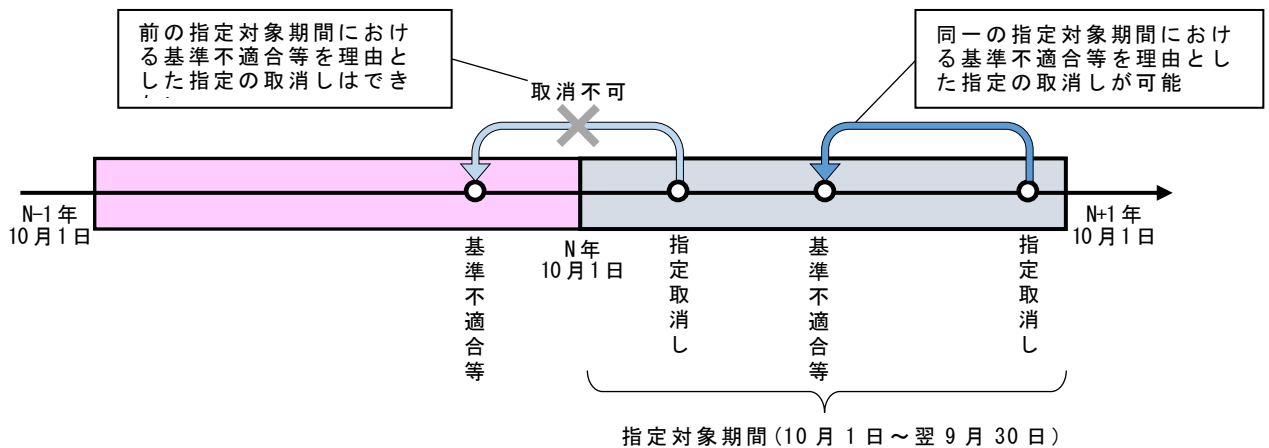 前の指定対象期間におけ
る基準不適合等を理由と
した指定の取消しはでき
同一の指定対象期間におけ
る基準不適合等を理由とし
た指定の取消しが可能
取消不可
N-1年
10月1日
基準不適合等
N年
10月1日
指定取消し
基準不適合等
指定取消し
N+1年
10月1日
指定対象期間(10月1日～翌9月30日)